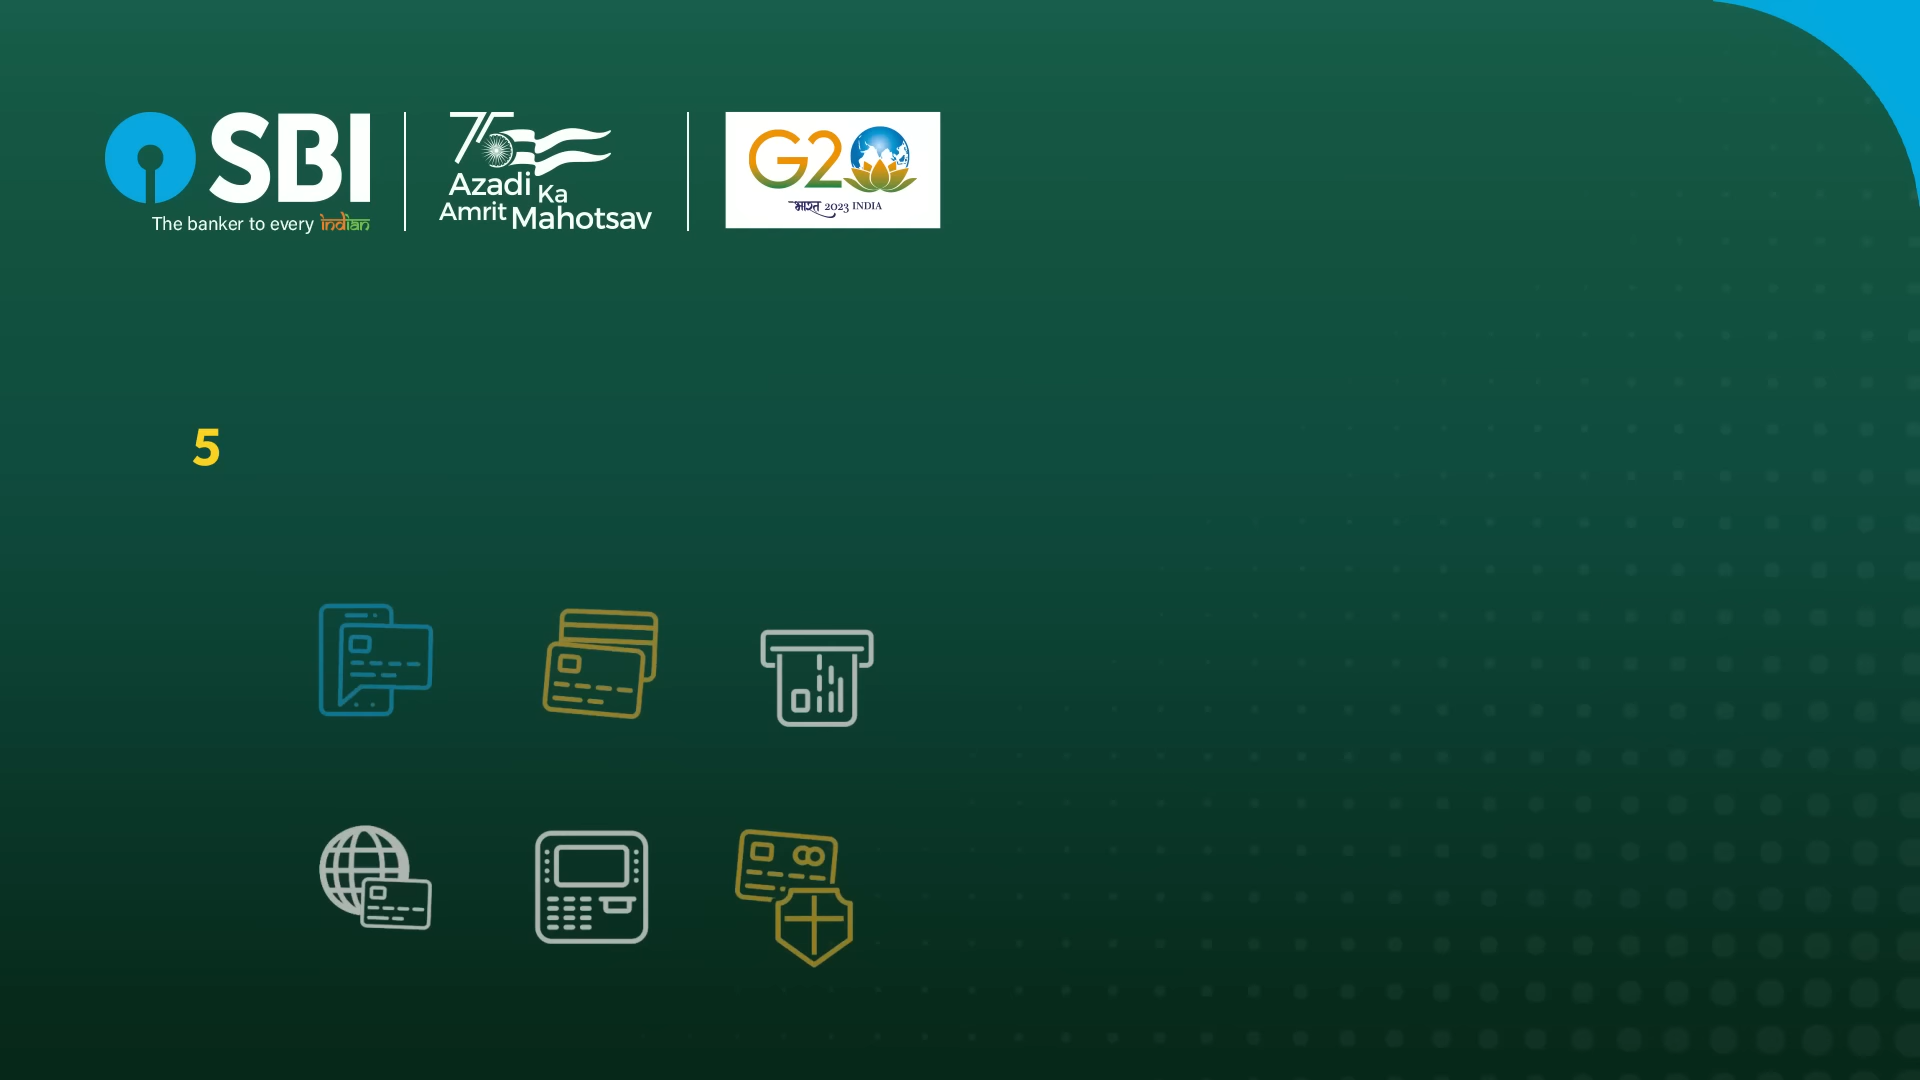 SBI
The banker to every indian
75
Azadi Ka
Amrit Mahotsav
G20
भारत 2023 INDIA
5